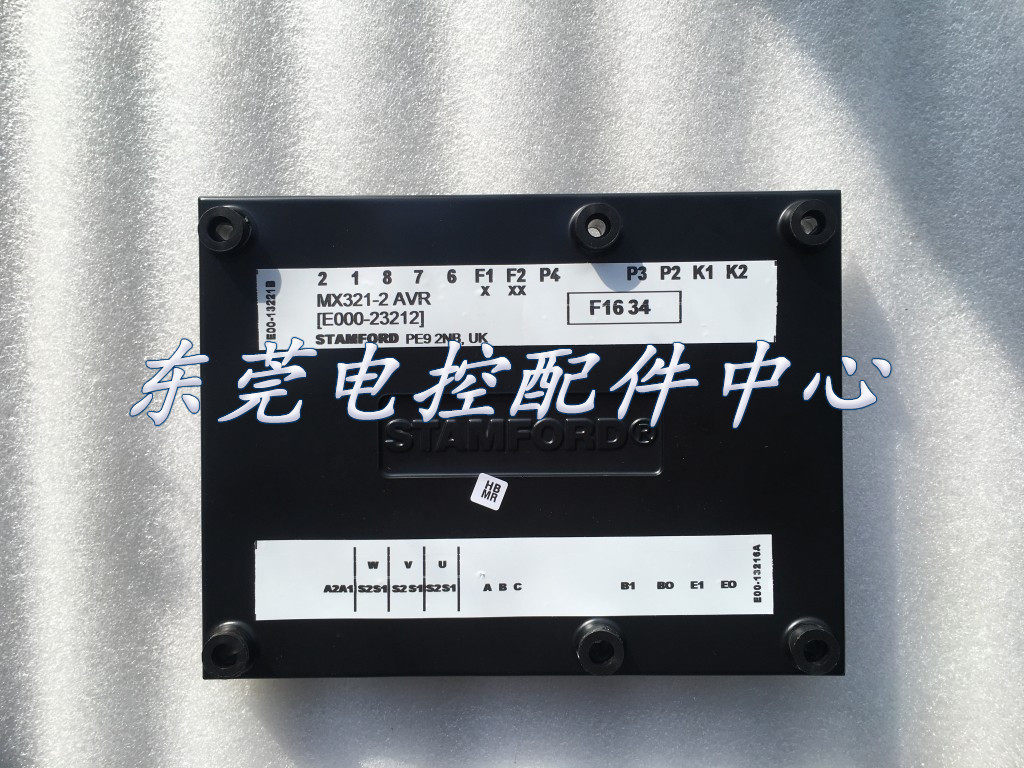 2 1 8 7 6 F1 F2 P4 P3 P2 K1 K2
X XX
MX321-2 AVR
[E000-23212]
F16 34
STAMFORD PE9 2NB, UK
E00-13221B
东莞电控配件中心
STAMFORD®
HB
MR
W V U
A2A1 S2S1 S2S1 S2S1 A B C B1 B0 E1 E0
E00-13216A